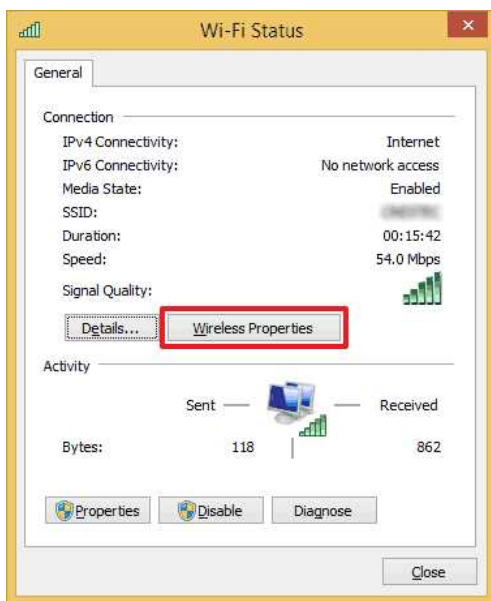 Wi-Fi Status
General
Connection
IPv4 Connectivity: Internet
IPv6 Connectivity: No network access
Media State: Enabled
SSID:
Duration: 00:15:42
Speed: 54.0 Mbps
Signal Quality:
Details... Wireless Properties
Activity
Sent Received
Bytes: 118 862
Properties Disable Diagnose
Close